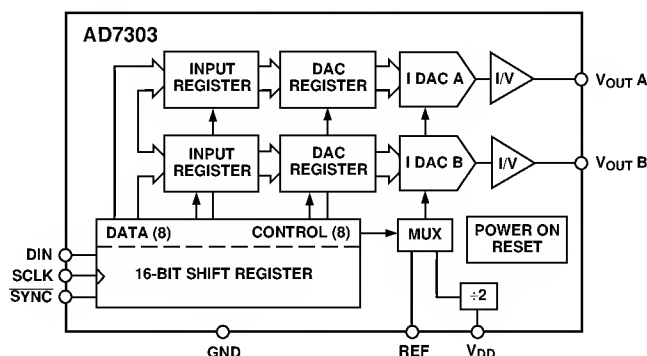 AD7303
INPUT
REGISTER
DAC
REGISTER
I DAC A
I/V
VOUT A
INPUT
REGISTER
DAC
REGISTER
I DAC B
I/V
VOUT B
DATA (8)
CONTROL (8)
MUX
POWER ON
RESET
DIN
SCLK
SYNC
16-BIT SHIFT REGISTER
÷2
GND
REF
VDD